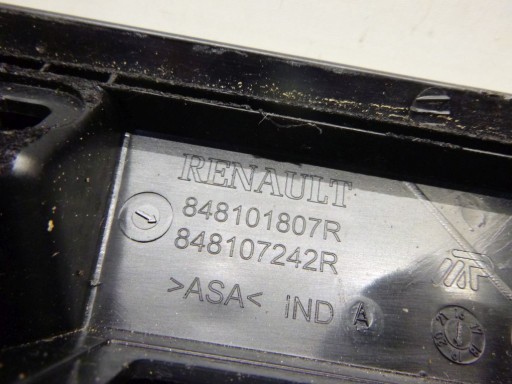 RENAULT
848101807R
848107242R
>ASA< iND A